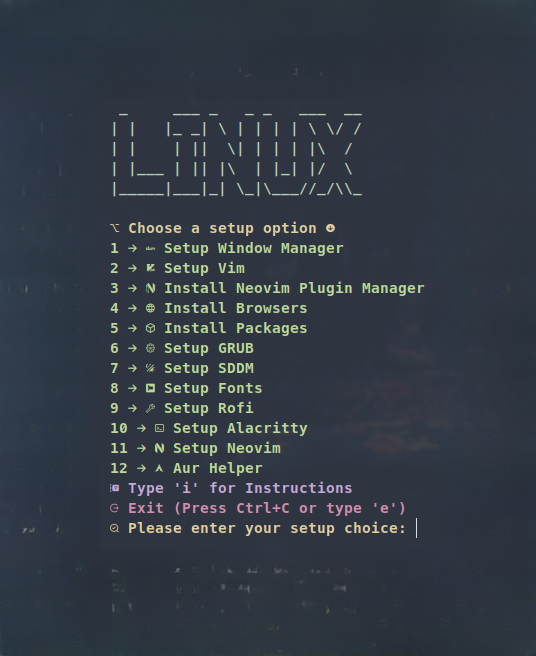 LINUX
Choose a setup option
1 → Setup Window Manager
2 → Setup Vim
3 → Install Neovim Plugin Manager
4 → Install Browsers
5 → Install Packages
6 → Setup GRUB
7 → Setup SDDM
8 → Setup Fonts
9 → Setup Rofi
10 → Setup Alacritty
11 → Setup Neovim
12 → Aur Helper
Type 'i' for Instructions
Exit (Press Ctrl+C or type 'e')
Please enter your setup choice: